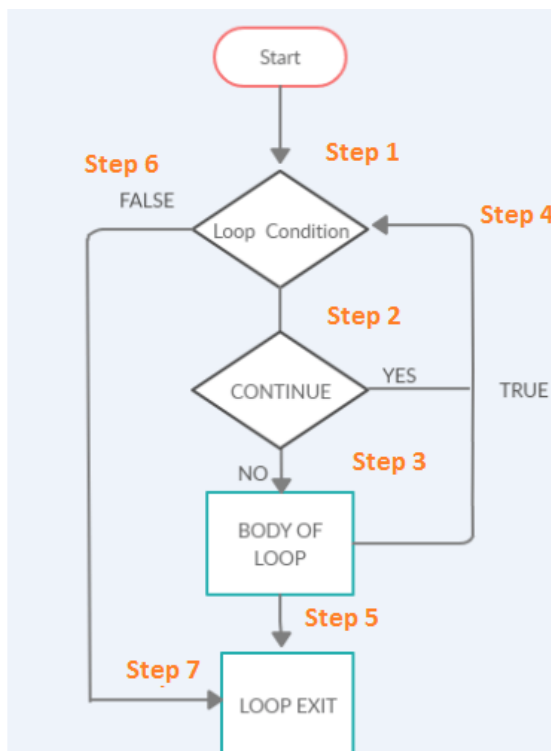 Start
Step 1
Step 6
FALSE
Loop Condition
Step 4
Step 2
CONTINUE
YES
TRUE
Step 3
NO
BODY OF
LOOP
Step 5
Step 7
LOOP EXIT